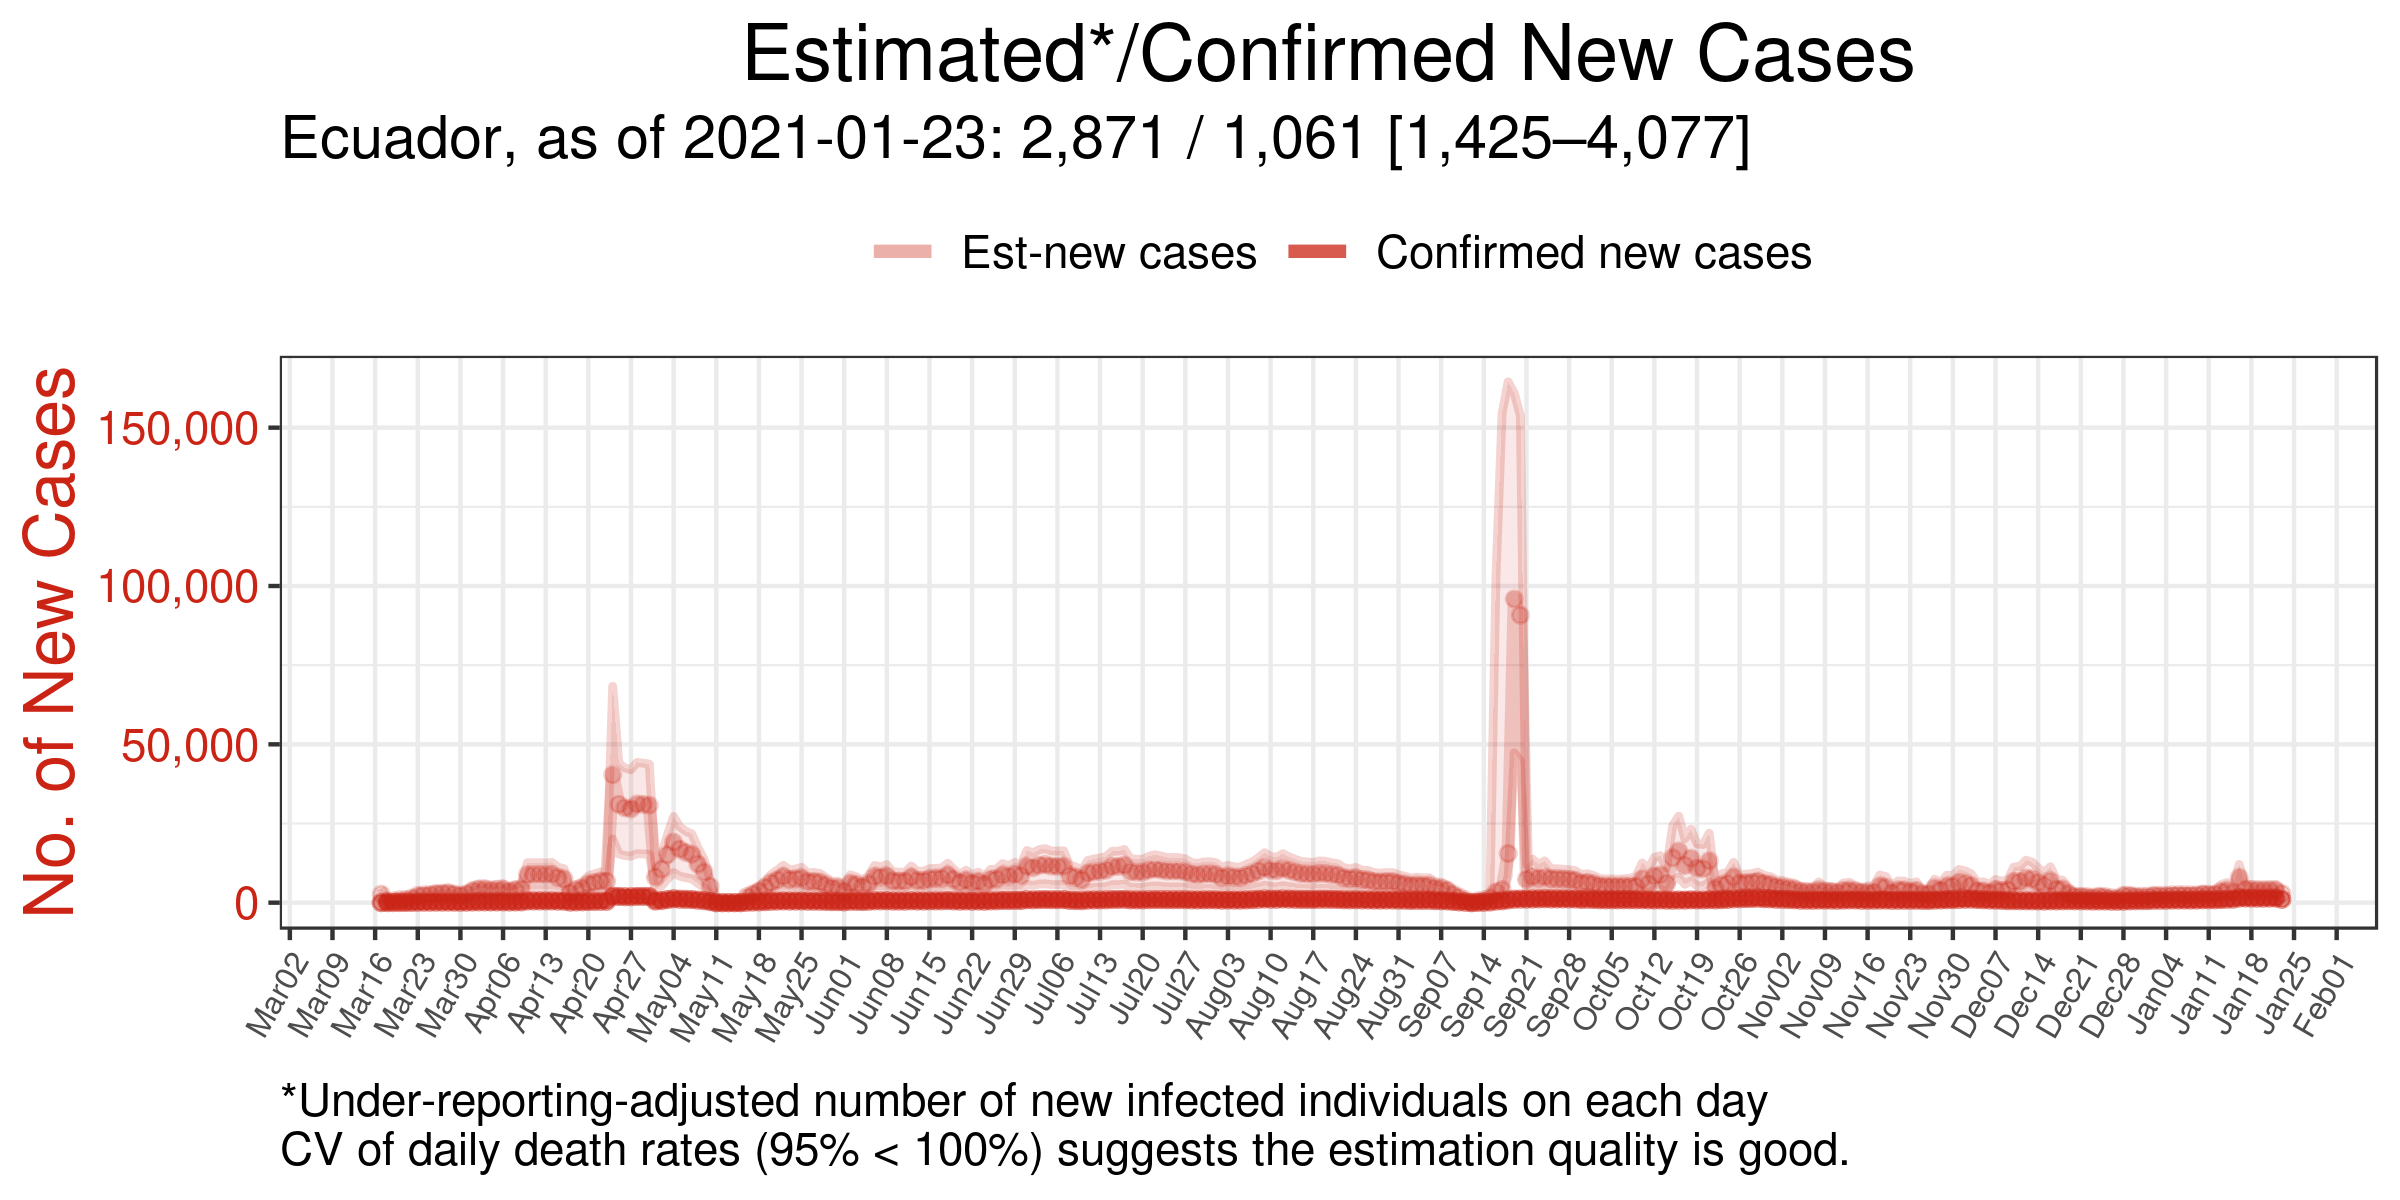 Estimated*/Confirmed New Cases
Ecuador, as of 2021-01-23: 2,871 / 1,061 [1,425–4,077]
Est-new cases Confirmed new cases
No. of New Cases
150,000
100,000
50,000
0
Mar02 Mar09 Mar16 Mar23 Mar30 Apr06 Apr13 Apr20 Apr27 May04 May11 May18 May25 Jun01 Jun08 Jun15 Jun22 Jun29 Jul06 Jul13 Jul20 Jul27 Aug03 Aug10 Aug17 Aug24 Aug31 Sep07 Sep14 Sep21 Sep28 Oct05 Oct12 Oct19 Oct26 Nov02 Nov09 Nov16 Nov23 Nov30 Dec07 Dec14 Dec21 Dec28 Jan04 Jan11 Jan18 Jan25 Feb01
*Under-reporting-adjusted number of new infected individuals on each day
CV of daily death rates (95% < 100%) suggests the estimation quality is good.